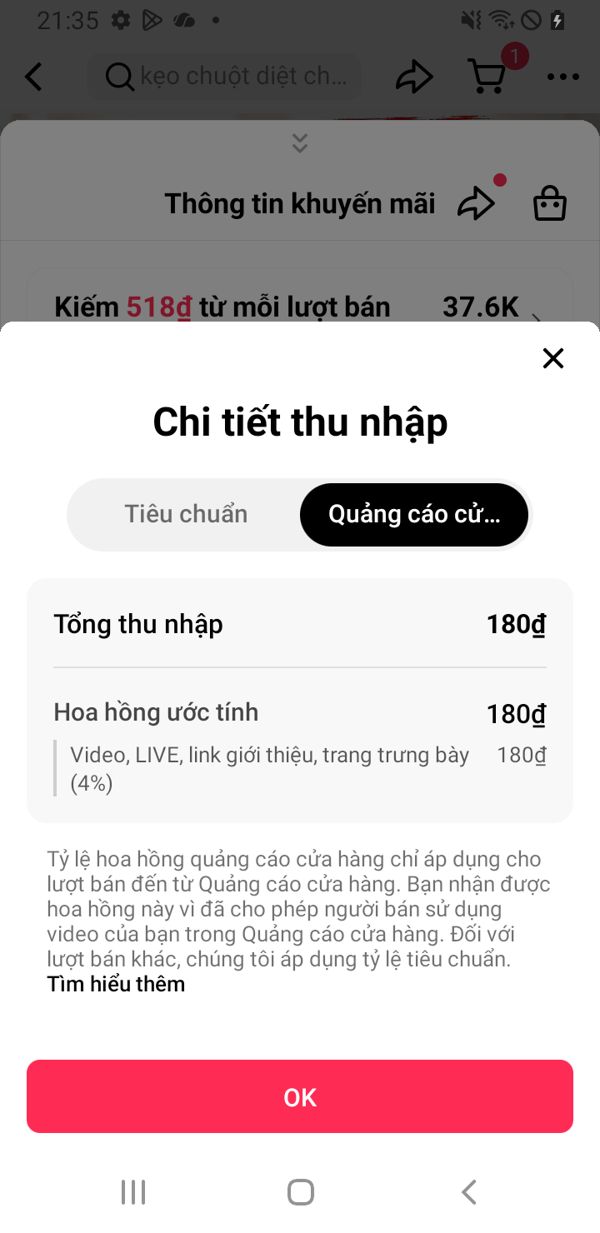 21:35
kẹo chuột diệt ch...
1
Thông tin khuyến mãi
Kiếm 518₫ từ mỗi lượt bán 37.6K
Chi tiết thu nhập
Tiêu chuẩn
Quảng cáo cử...
Tổng thu nhập 180₫
Hoa hồng ước tính 180₫
Video, LIVE, link giới thiệu, trang trưng bày 180₫
(4%)
Tỷ lệ hoa hồng quảng cáo cửa hàng chỉ áp dụng cho
lượt bán đến từ Quảng cáo cửa hàng. Bạn nhận được
hoa hồng này vì đã cho phép người bán sử dụng
video của bạn trong Quảng cáo cửa hàng. Đối với
lượt bán khác, chúng tôi áp dụng tỷ lệ tiêu chuẩn.
Tìm hiểu thêm
OK